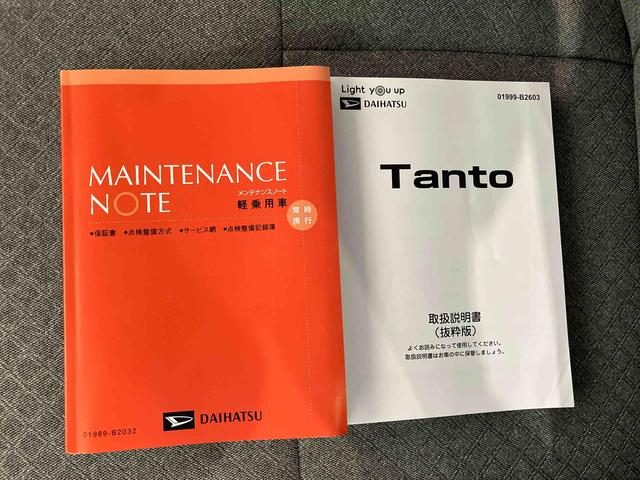 MAINTENANCE
NOTE
メンテナンスノート
軽乗用車
常時
携行
●保証書 ●点検整備方式 ●サービス網 ●点検整備記録簿
01989-B2032
DAIHATSU
Light you up
DAIHATSU
01999-B2603
Tanto
取扱説明書
（抜粋版）
よくお読みになって使用してください。
取扱説明書はお車の中に保管しましょう。